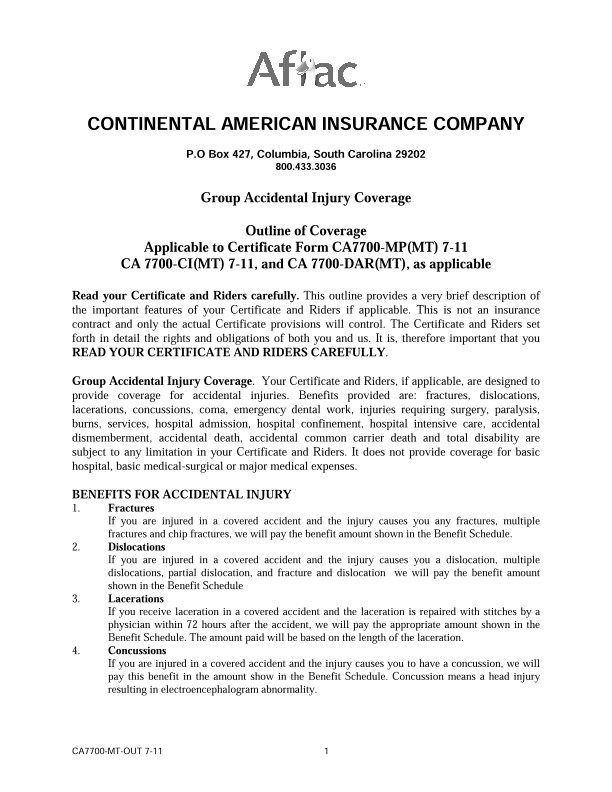 Aflac
CONTINENTAL AMERICAN INSURANCE COMPANY
P.O Box 427, Columbia, South Carolina 29202
800.433.3036
Group Accidental Injury Coverage
Outline of Coverage
Applicable to Certificate Form CA7700-MP(MT) 7-11
CA 7700-CI(MT) 7-11, and CA 7700-DAR(MT), as applicable
Read your Certificate and Riders carefully. This outline provides a very brief description of
the important features of your Certificate and Riders if applicable. This is not an insurance
contract and only the actual Certificate provisions will control. The Certificate and Riders set
forth in detail the rights and obligations of both you and us. It is, therefore important that you
READ YOUR CERTIFICATE AND RIDERS CAREFULLY.
Group Accidental Injury Coverage. Your Certificate and Riders, if applicable, are designed to
provide coverage for accidental injuries. Benefits provided are: fractures, dislocations,
lacerations, concussions, coma, emergency dental work, injuries requiring surgery, paralysis,
burns, services, hospital admission, hospital confinement, hospital intensive care, accidental
dismemberment, accidental death, accidental common carrier death and total disability are
subject to any limitation in your Certificate and Riders. It does not provide coverage for basic
hospital, basic medical-surgical or major medical expenses.
BENEFITS FOR ACCIDENTAL INJURY
1. Fractures
If you are injured in a covered accident and the injury causes you any fractures, multiple
fractures and chip fractures, we will pay the benefit amount shown in the Benefit Schedule.
2. Dislocations
If you are injured in a covered accident and the injury causes you a dislocation, multiple
dislocations, partial dislocation, and fracture and dislocation we will pay the benefit amount
shown in the Benefit Schedule
3. Lacerations
If you receive laceration in a covered accident and the laceration is repaired with stitches by a
physician within 72 hours after the accident, we will pay the appropriate amount shown in the
Benefit Schedule. The amount paid will be based on the length of the laceration.
4. Concussions
If you are injured in a covered accident and the injury causes you to have a concussion, we will
pay this benefit in the amount show in the Benefit Schedule. Concussion means a head injury
resulting in electroencephalogram abnormality.
CA7700-MT-OUT 7-11 1